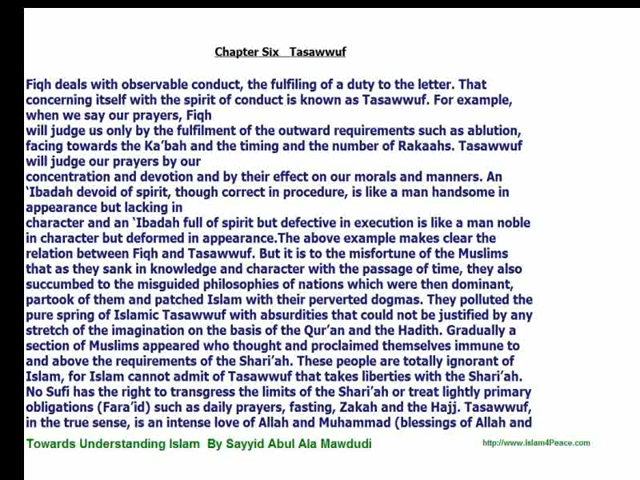 Chapter Six   Tasawwuf
Fiqh deals with observable conduct, the fulfiling of a duty to the letter. That
concerning itself with the spirit of conduct is known as Tasawwuf. For example,
when we say our prayers, Fiqh
will judge us only by the fulfilment of the outward requirements such as ablution,
facing towards the Ka'bah and the timing and the number of Rakaahs. Tasawwuf
will judge our prayers by our
concentration and devotion and by their effect on our morals and manners. An
'Ibadah devoid of spirit, though correct in procedure, is like a man handsome in
appearance but lacking in
character and an 'Ibadah full of spirit but defective in execution is like a man noble
in character but deformed in appearance.The above example makes clear the
relation between Fiqh and Tasawwuf. But it is to the misfortune of the Muslims
that as they sank in knowledge and character with the passage of time, they also
succumbed to the misguided philosophies of nations which were then dominant,
partook of them and patched Islam with their perverted dogmas. They polluted the
pure spring of Islamic Tasawwuf with absurdities that could not be justified by any
stretch of the imagination on the basis of the Qur'an and the Hadith. Gradually a
section of Muslims appeared who thought and proclaimed themselves immune to
and above the requirements of the Shari'ah. These people are totally ignorant of
Islam, for Islam cannot admit of Tasawwuf that takes liberties with the Shari'ah.
No Sufi has the right to transgress the limits of the Shari'ah or treat lightly primary
obligations (Fara'id) such as daily prayers, fasting, Zakah and the Hajj. Tasawwuf,
in the true sense, is an intense love of Allah and Muhammad (blessings of Allah and
Towards Understanding Islam  By Sayyid Abul Ala Mawdudi
http://www.Islam4Peace.com